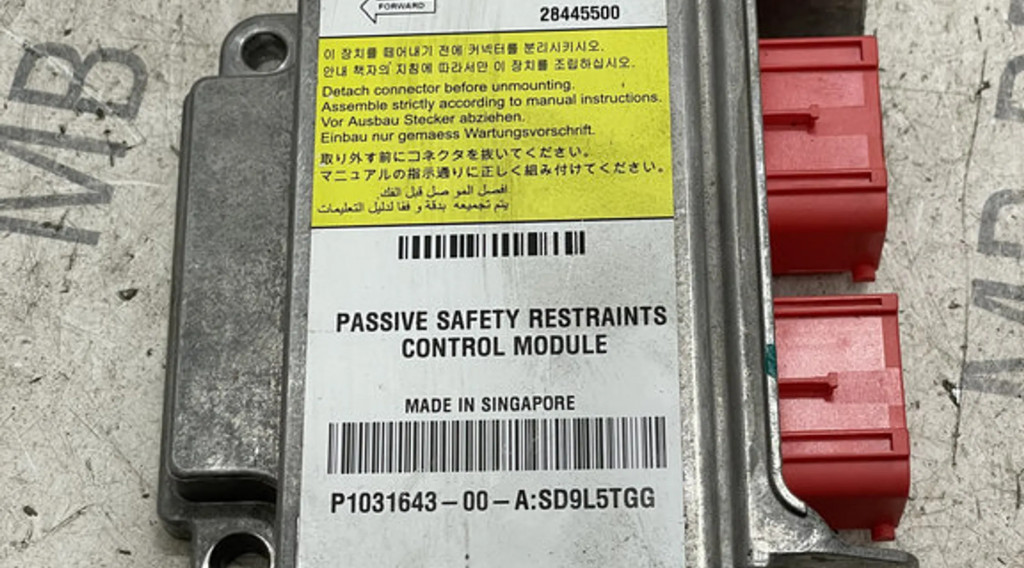 FORWARD
28445500
이 장치를 떼어내기 전에 커넥터를 분리시키시오.
안내 책자의 지침에 따라서만 이 장치를 조립하십시오.
Detach connector before unmounting.
Assemble strictly according to manual instructions.
Vor Ausbau Stecker abziehen.
Einbau nur gemaess Wartungsvorschrift.
取り外す前にコネクタを抜いてください。
マニュアルの指示通りに正しく組み付けてください。
افصل المو صل قبل الفك.
يتم تجميعه بدقة و فقا لدليل التعليمات
PASSIVE SAFETY RESTRAINTS
CONTROL MODULE
MADE IN SINGAPORE
P1031643-00-A:SD9L5TGG
MB
MB